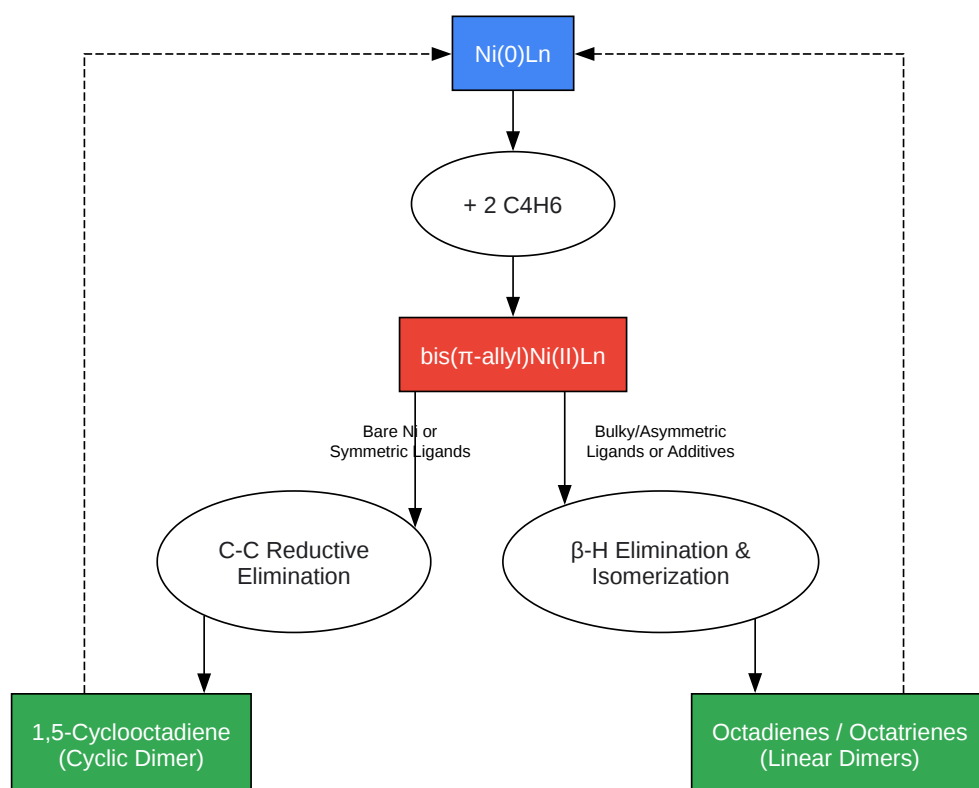 Ni(0)Ln
+ 2 C4H6
bis(π-allyl)Ni(II)Ln
Bare Ni or
Symmetric Ligands
Bulky/Asymmetric
Ligands or Additives
C-C Reductive
Elimination
β-H Elimination &
Isomerization
1,5-Cyclooctadiene
(Cyclic Dimer)
Octadienes / Octatrienes
(Linear Dimers)